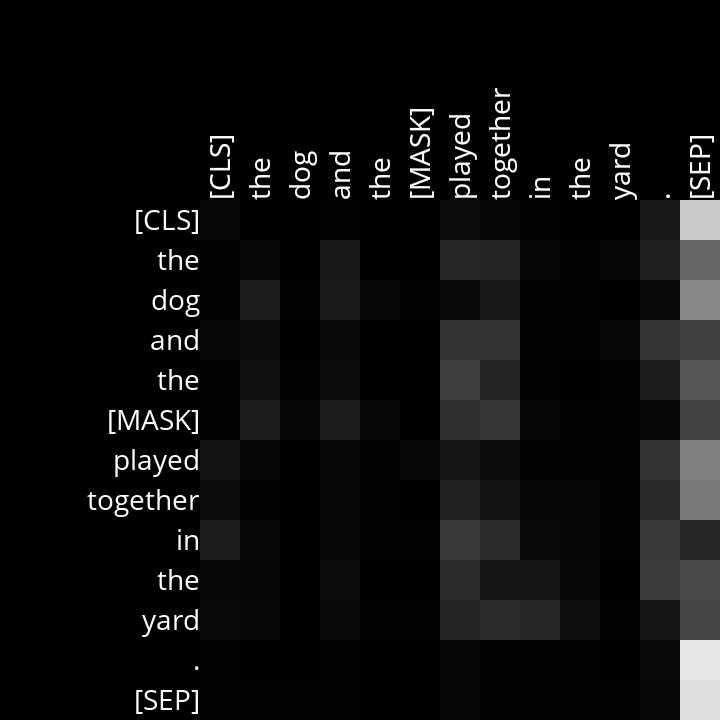 [CLS] the dog and the [MASK] played together in the yard . [SEP]
[CLS]
the
dog
and
the
[MASK]
played
together
in
the
yard
.
[SEP]